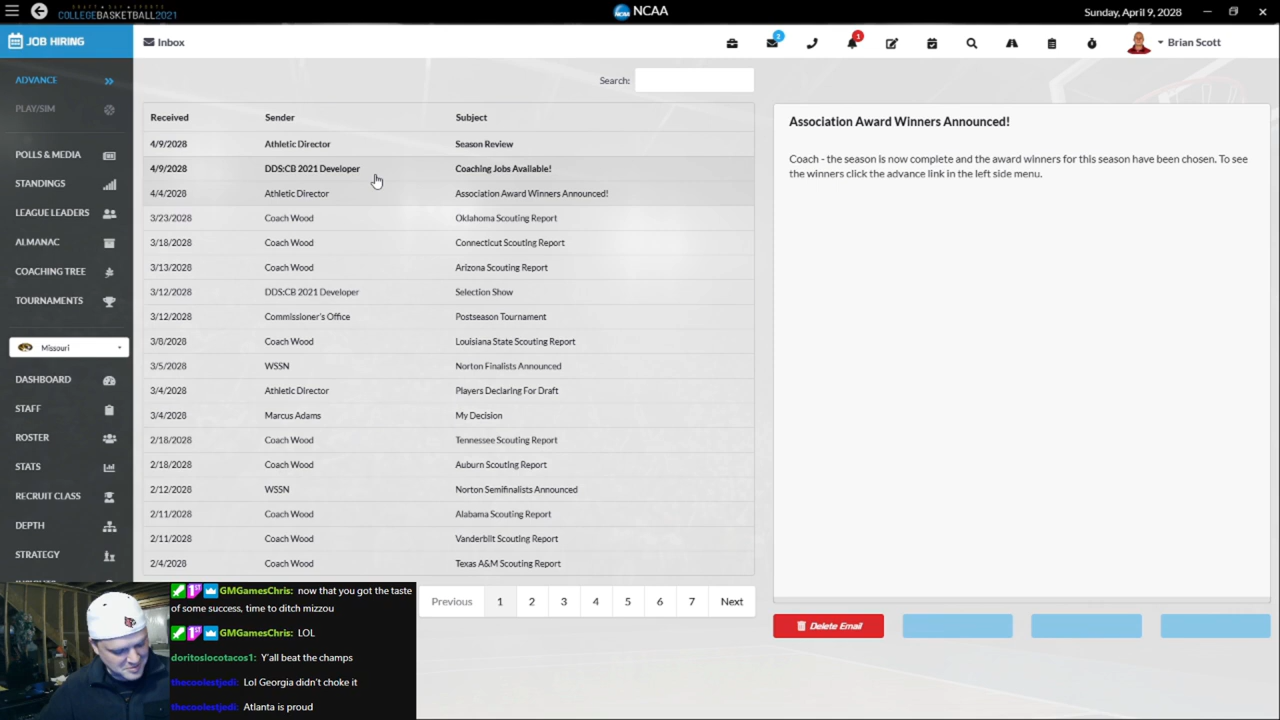 DRAFT DAY SPORTS
COLLEGEBASKETBALL2021
NCAA
Sunday, April 9, 2028
JOB HIRING
Inbox
2
1
Brian Scott
ADVANCE
PLAY/SIM
POLLS & MEDIA
STANDINGS
LEAGUE LEADERS
ALMANAC
COACHING TREE
TOURNAMENTS
Missouri
DASHBOARD
STAFF
ROSTER
STATS
RECRUIT CLASS
DEPTH
STRATEGY
Search:
Received Sender Subject
4/9/2028 Athletic Director Season Review
4/9/2028 DDS:CB 2021 Developer Coaching Jobs Available!
4/4/2028 Athletic Director Association Award Winners Announced!
3/23/2028 Coach Wood Oklahoma Scouting Report
3/18/2028 Coach Wood Connecticut Scouting Report
3/13/2028 Coach Wood Arizona Scouting Report
3/12/2028 DDS:CB 2021 Developer Selection Show
3/12/2028 Commissioner's Office Postseason Tournament
3/8/2028 Coach Wood Louisiana State Scouting Report
3/5/2028 WSSN Norton Finalists Announced
3/4/2028 Athletic Director Players Declaring For Draft
3/4/2028 Marcus Adams My Decision
2/18/2028 Coach Wood Tennessee Scouting Report
2/18/2028 Coach Wood Auburn Scouting Report
2/12/2028 WSSN Norton Semifinalists Announced
2/11/2028 Coach Wood Alabama Scouting Report
2/11/2028 Coach Wood Vanderbilt Scouting Report
2/4/2028 Coach Wood Texas A&M Scouting Report
Previous 1 2 3 4 5 6 7 Next
Association Award Winners Announced!
Coach - the season is now complete and the award winners for this season have been chosen. To see
the winners click the advance link in the left side menu.
Delete Email
GMGamesChris: now that you got the taste
of some success, time to ditch mizzou
GMGamesChris: LOL
doritoslocotacos1: Y'all beat the champs
thecoolestjedi: Lol Georgia didn't choke it
thecoolestjedi: Atlanta is proud